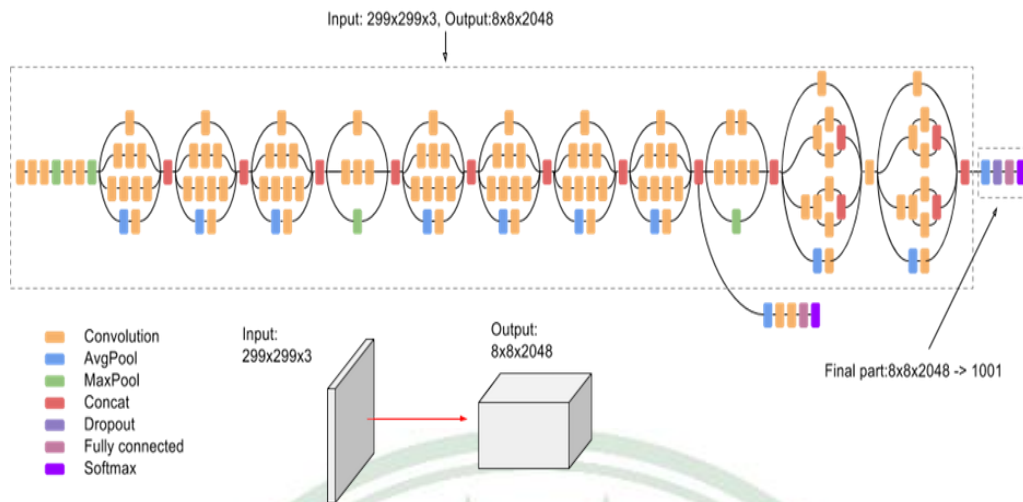 Input: 299x299x3, Output:8x8x2048
Convolution
AvgPool
MaxPool
Concat
Dropout
Fully connected
Softmax
Input:
299x299x3
Output:
8x8x2048
Final part:8x8x2048 -> 1001